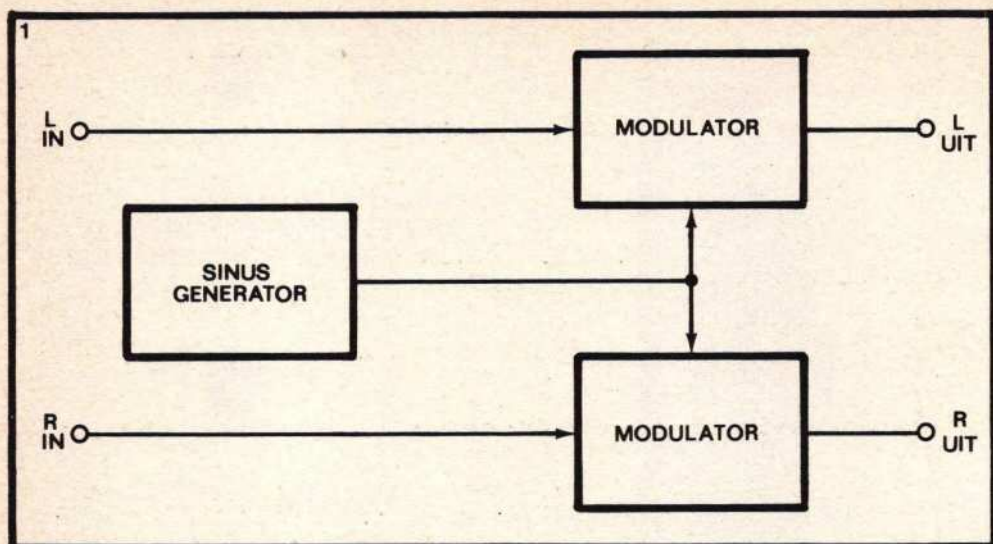 1
L
IN
MODULATOR
L
UIT
SINUS
GENERATOR
R
IN
MODULATOR
R
UIT